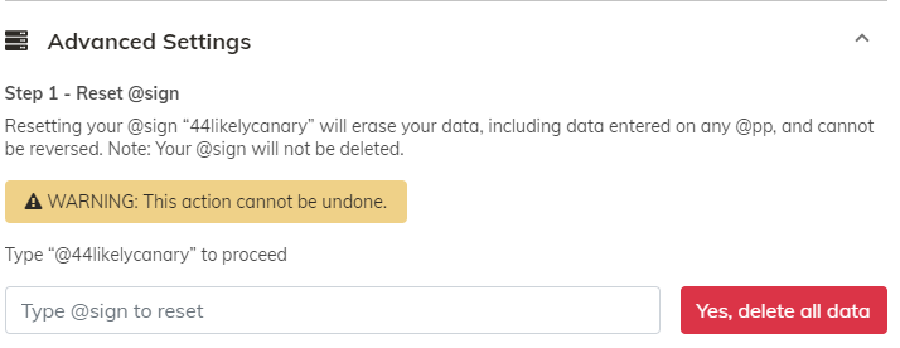 Advanced Settings
Step 1 - Reset @sign
Resetting your @sign “44likelycanary” will erase your data, including data entered on any @pp, and cannot
be reversed. Note: Your @sign will not be deleted.
WARNING: This action cannot be undone.
Type “@44likelycanary” to proceed
Type @sign to reset
Yes, delete all data